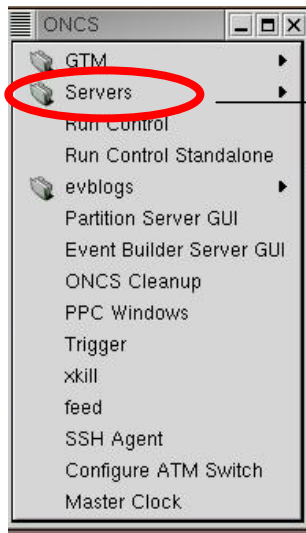 ONCS
GTM
Servers
Run Control
Run Control Standalone
evblogs
Partition Server GUI
Event Builder Server GUI
ONCS Cleanup
PPC Windows
Trigger
xkill
feed
SSH Agent
Configure ATM Switch
Master Clock